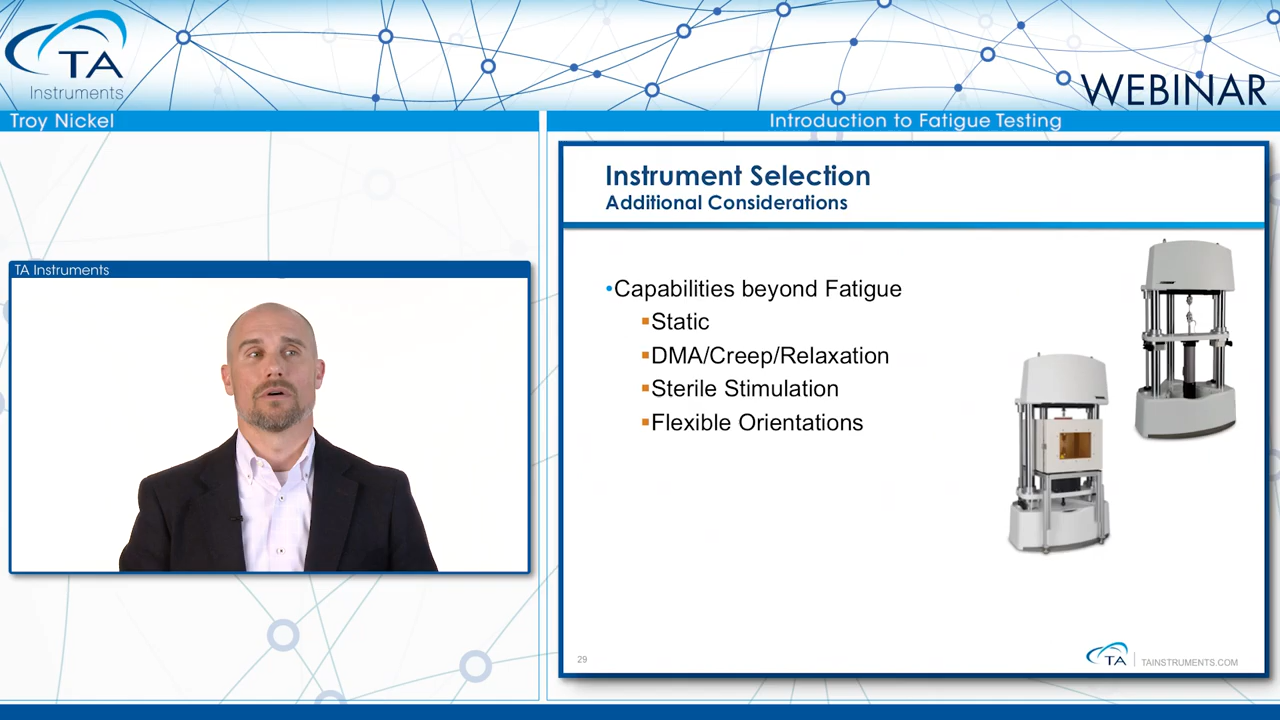 TA
Instruments
WEBINAR
Troy Nickel
Introduction to Fatigue Testing
TA Instruments
Instrument Selection
Additional Considerations
•Capabilities beyond Fatigue
▪Static
▪DMA/Creep/Relaxation
▪Sterile Stimulation
▪Flexible Orientations
29
TA
TAINSTRUMENTS.COM